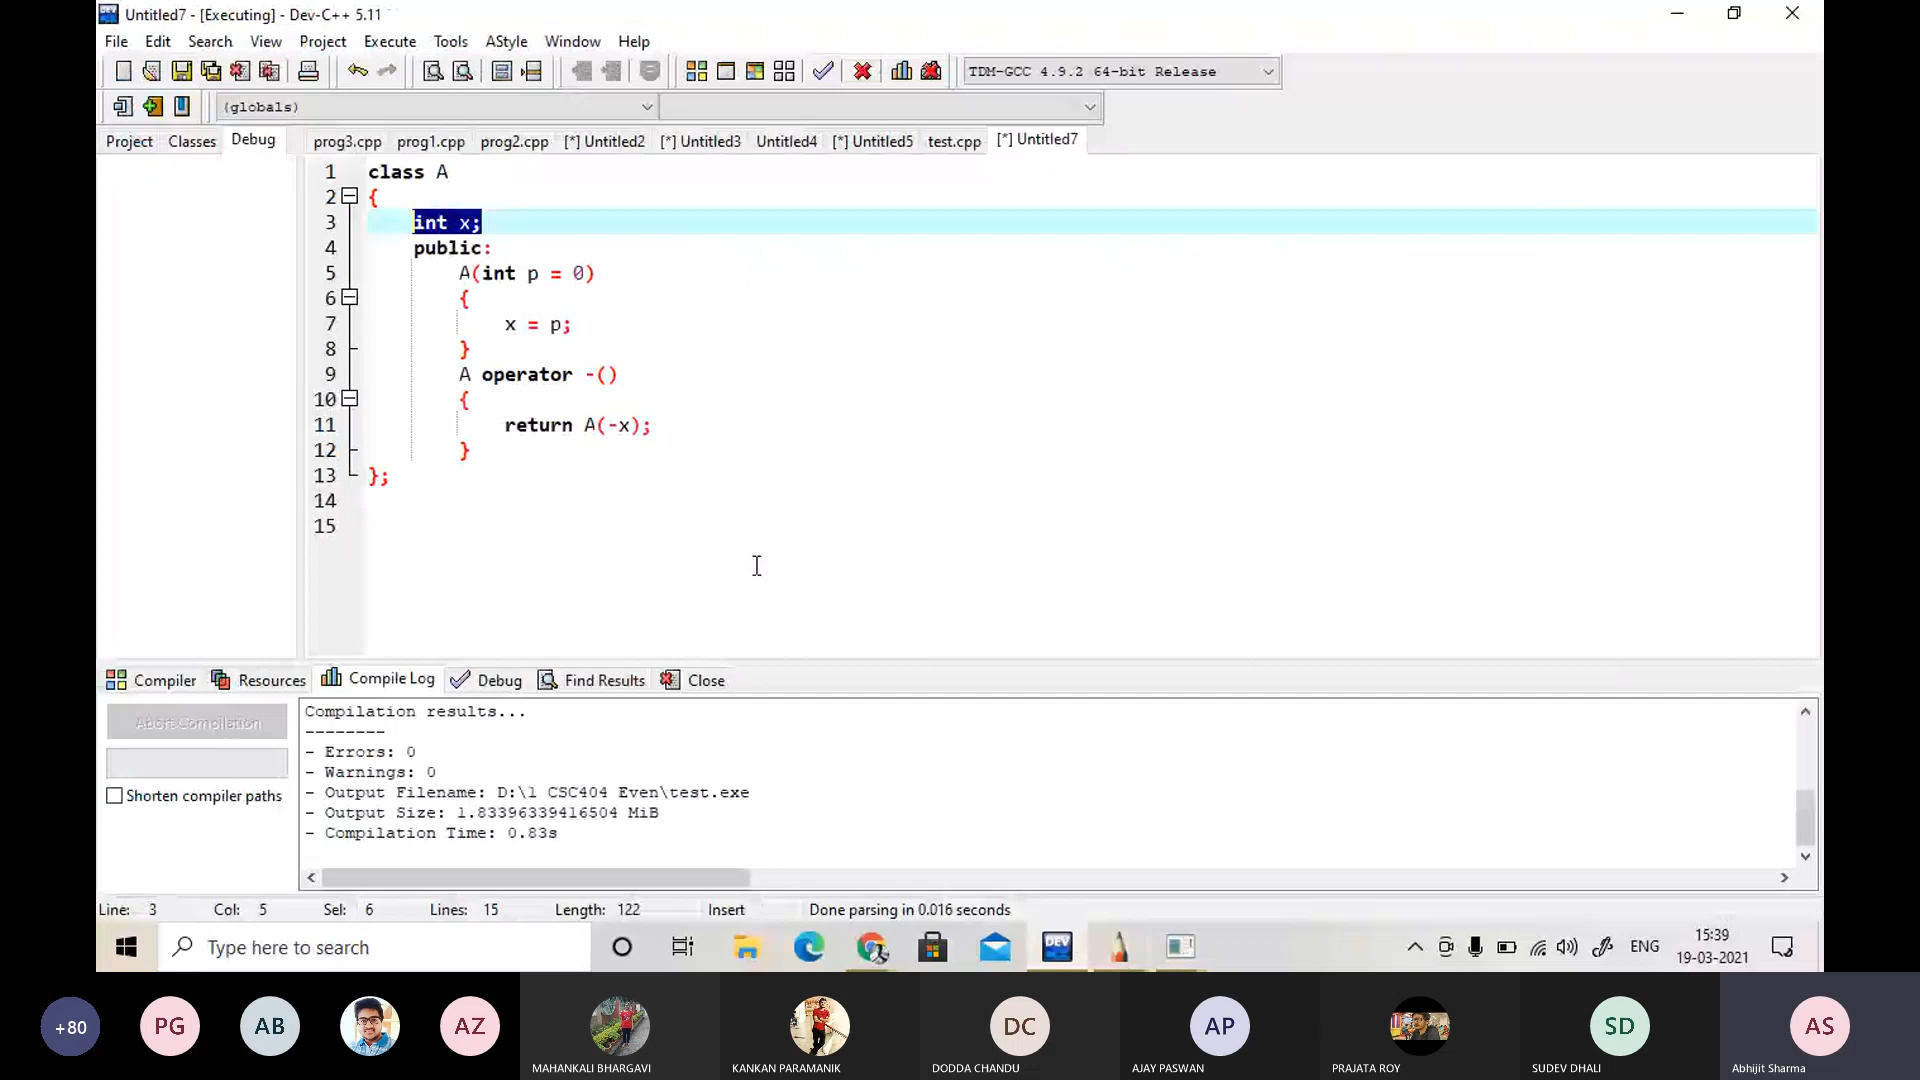 Untitled7 - [Executing] - Dev-C++ 5.11
File Edit Search View Project Execute Tools AStyle Window Help
TDM-GCC 4.9.2 64-bit Release
(globals)
Project Classes Debug prog3.cpp prog1.cpp prog2.cpp [*] Untitled2 [*] Untitled3 Untitled4 [*] Untitled5 test.cpp [*] Untitled7
1 class A
2 {
3 int x;
4 public:
5 A(int p = 0)
6 {
7 x = p;
8 }
9 A operator -()
10 {
11 return A(-x);
12 }
13 };
14
15
Compiler Resources Compile Log Debug Find Results Close
Abort Compilation
Shorten compiler paths
Compilation results...
--------
- Errors: 0
- Warnings: 0
- Output Filename: D:\1 CSC404 Even\test.exe
- Output Size: 1.83396339416504 MiB
- Compilation Time: 0.83s
Line: 3 Col: 5 Sel: 6 Lines: 15 Length: 122 Insert Done parsing in 0.016 seconds
Type here to search
DEV
ENG
15:39
19-03-2021
+80 PG AB AZ DC AP SD AS
MAHANKALI BHARGAVI KANKAN PARAMANIK DODDA CHANDU AJAY PASWAN PRAJATA ROY SUDEV DHALI Abhijit Sharma